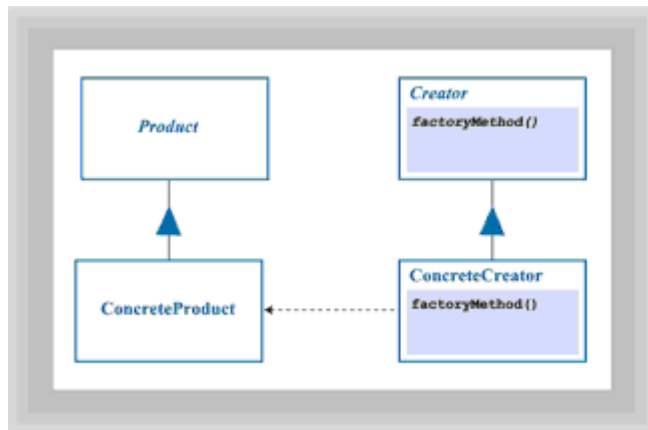 Product
Creator
factoryMethod()
ConcreteProduct
ConcreteCreator
factoryMethod()